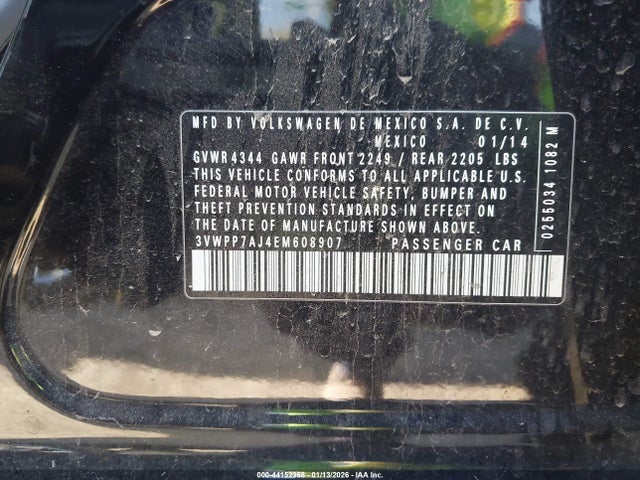 MFD BY VOLKSWAGEN DE MEXICO S.A. DE C.V.
MEXICO 01/14
GVWR 4344 GAWR FRONT 2249 / REAR 2205 LBS
THIS VEHICLE CONFORMS TO ALL APPLICABLE U.S.
FEDERAL MOTOR VEHICLE SAFETY, BUMPER AND
THEFT PREVENTION STANDARDS IN EFFECT ON
THE DATE OF MANUFACTURE SHOWN ABOVE.
3VWPP7AJ4EM608907 PASSENGER CAR
0255034 1082 M
000-44152358 - 01/13/2026 - IAA Inc.